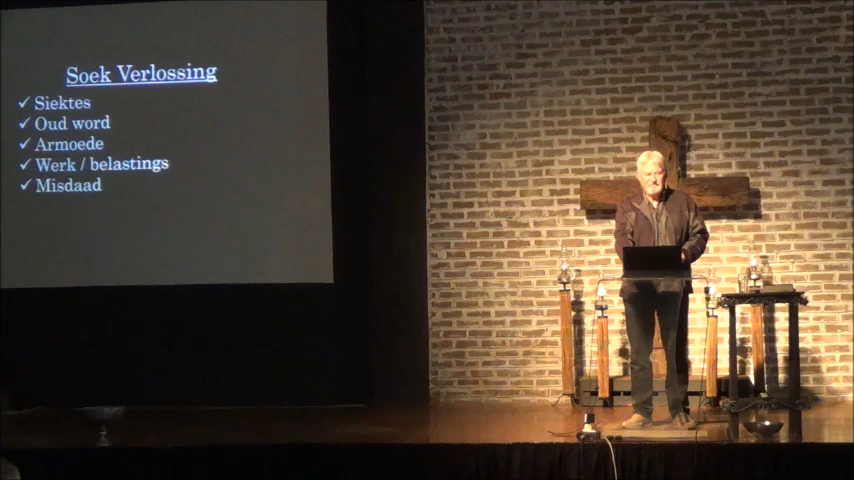 Soek Verlossing
✓ Siektes
✓ Oud word
✓ Armoede
✓ Werk / belastings
✓ Misdaad